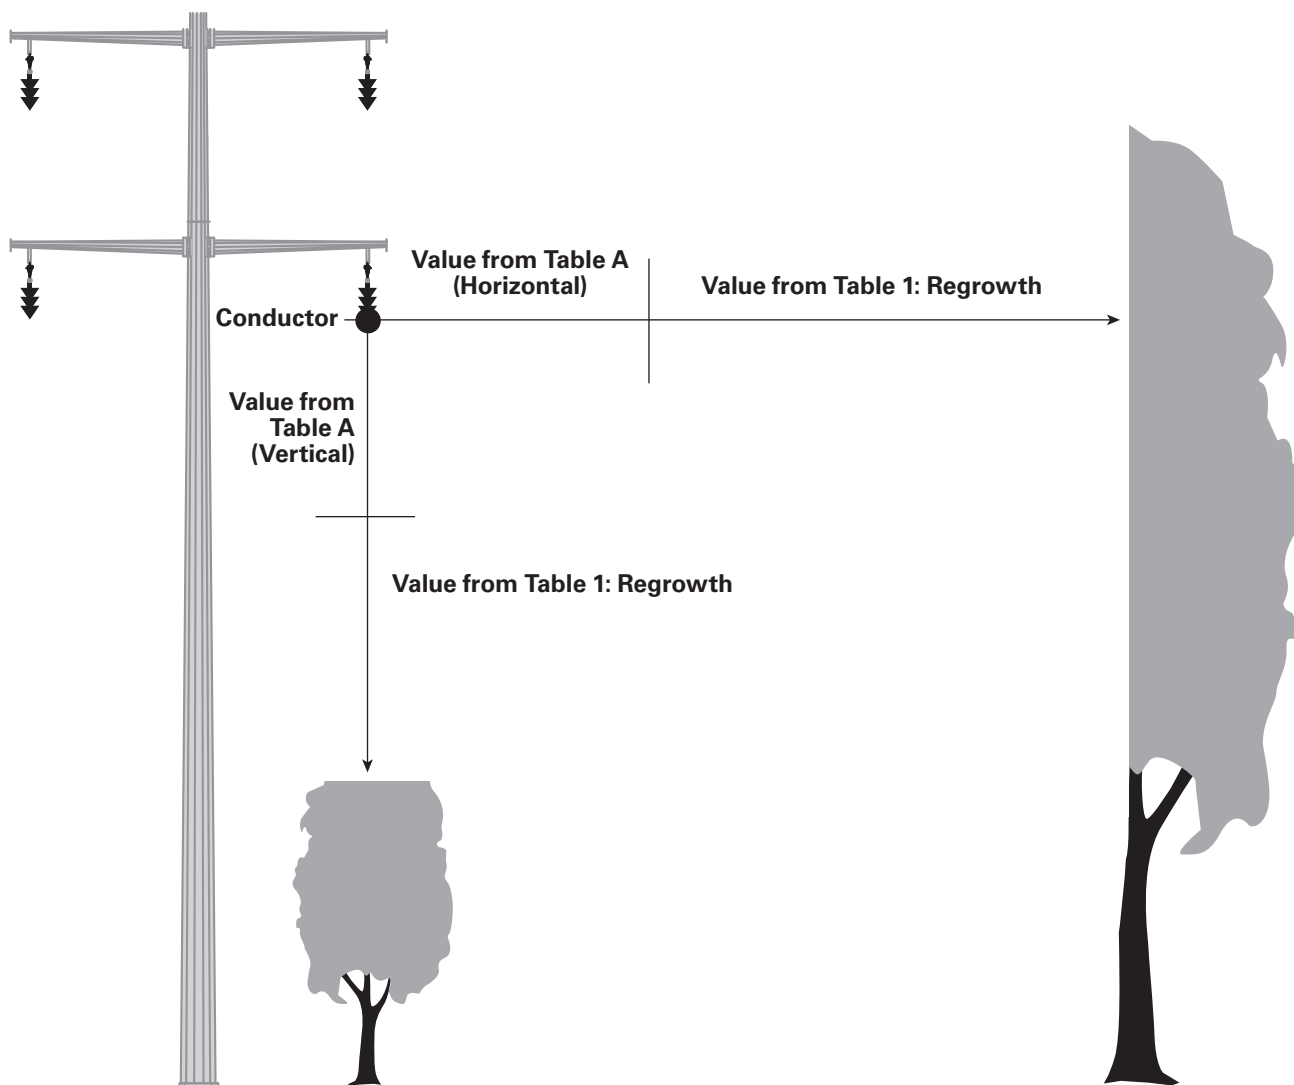 Value from Table A
(Horizontal)
Value from Table 1: Regrowth
Conductor
Value from
Table A
(Vertical)
Value from Table 1: Regrowth